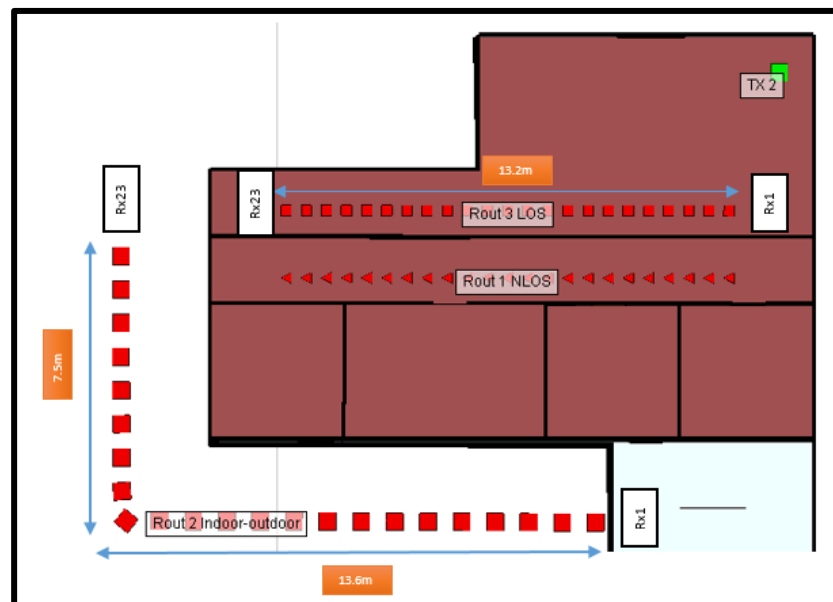 TX 2
13.2m
Rx23
Rx23
Rout 3 LOS
Rx1
Rout 1 NLOS
7.5m
Rout 2 Indoor-outdoor
Rx1
13.6m